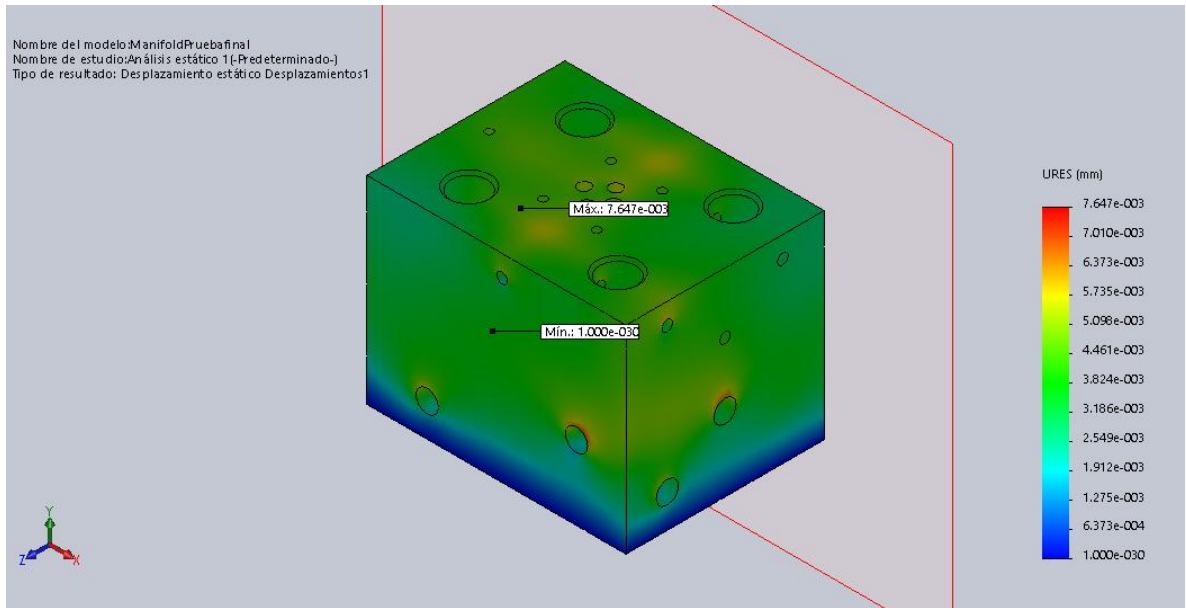 Nombre del modelo:ManifoldPruebafinal
Nombre de estudio:Análisis estático 1(-Predeterminado-)
Tipo de resultado: Desplazamiento estático Desplazamientos1
URES (mm)
7.647e-003
7.010e-003
6.373e-003
5.735e-003
5.098e-003
4.461e-003
3.824e-003
3.186e-003
2.549e-003
1.912e-003
1.275e-003
6.373e-004
1.000e-030
Máx.: 7.647e-003
Mín.: 1.000e-030
Y
Z
X